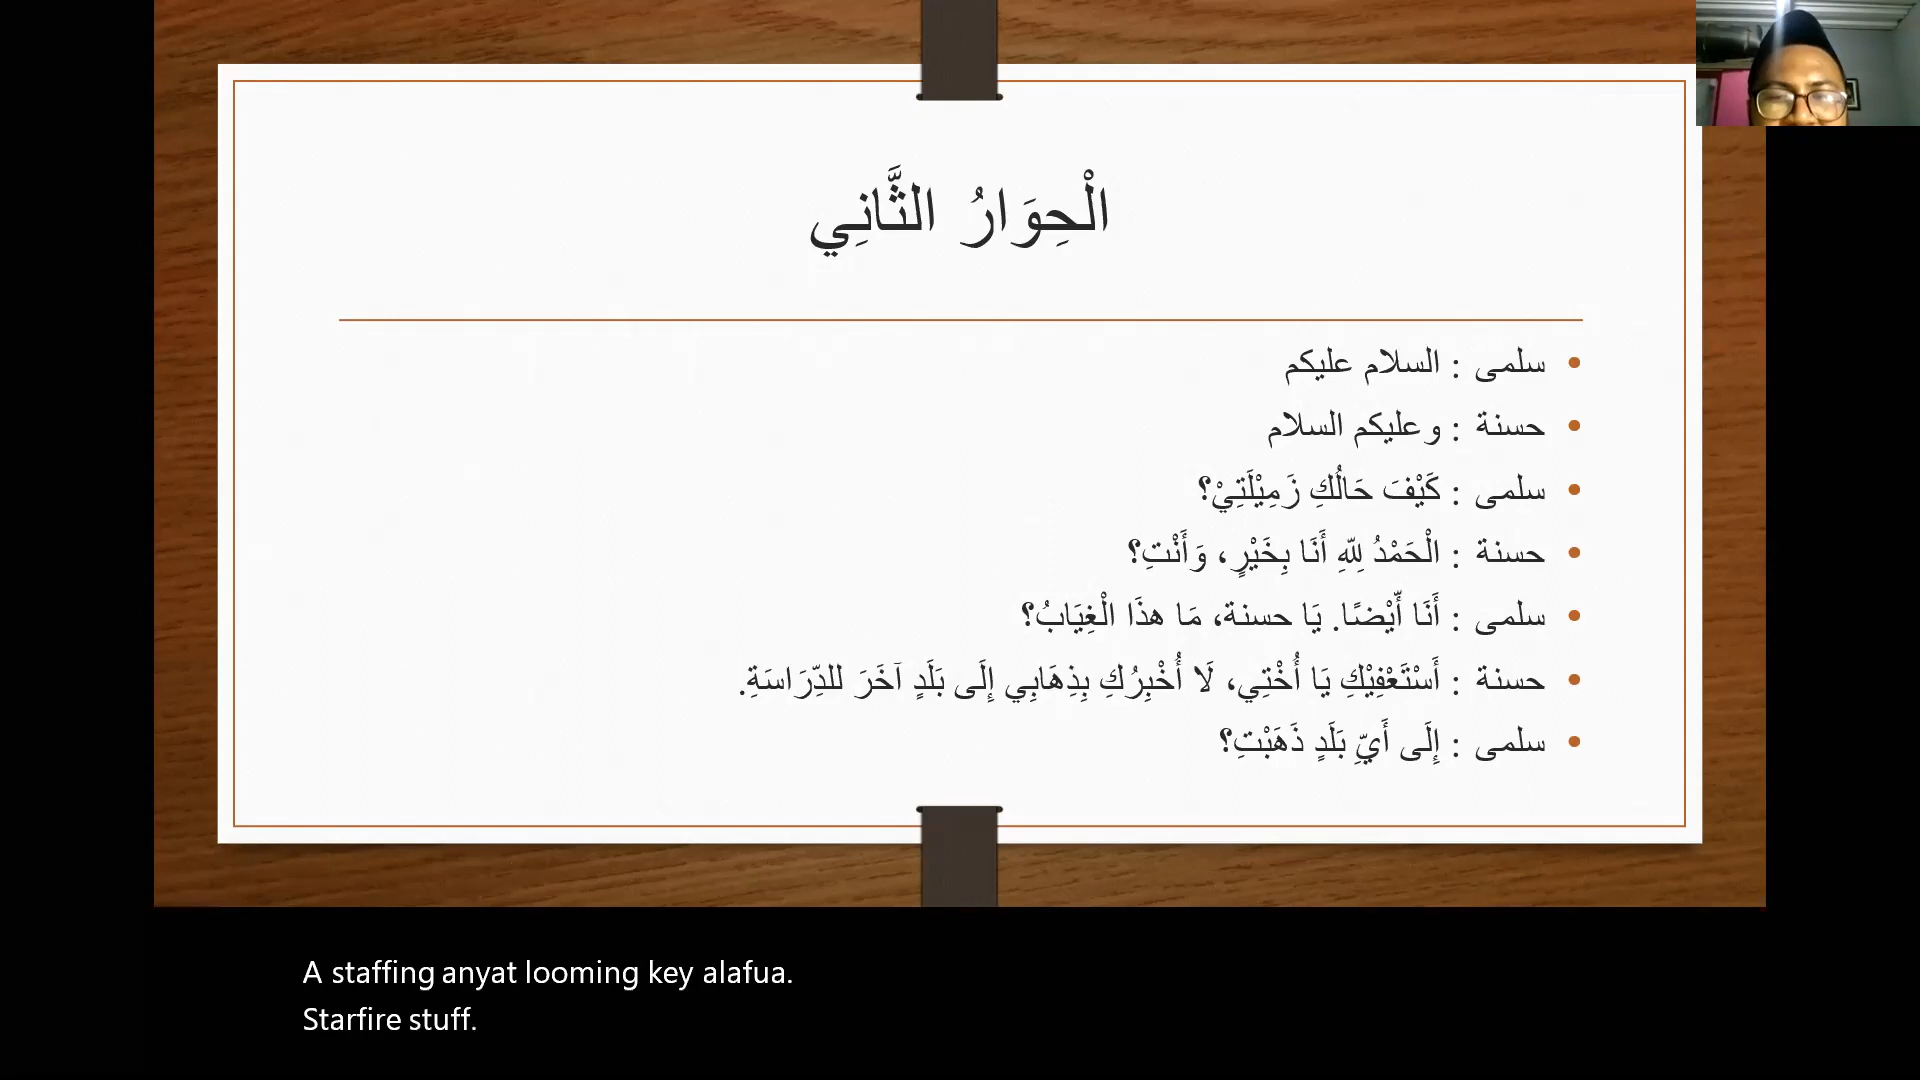 الْحِوَارُ الثَّانِي
• سلمى : السلام عليكم
• حسنة : وعليكم السلام
• سلمى : كَيْفَ حَالُكِ زَمِيْلَتِيْ؟
• حسنة : الْحَمْدُ لِلّهِ أَنَا بِخَيْرٍ، وَأَنْتِ؟
• سلمى : أَنَا أَيْضًا. يَا حسنة، مَا هذَا الْغِيَابُ؟
• حسنة : أَسْتَعْفِيْكِ يَا أُخْتِي، لَا أُخْبِرُكِ بِذِهَابِي إِلَى بَلَدٍ آخَرَ للدِّرَاسَةِ.
• سلمى : إِلَى أَيِّ بَلَدٍ ذَهَبْتِ؟
A staffing anyat looming key alafua.
Starfire stuff.